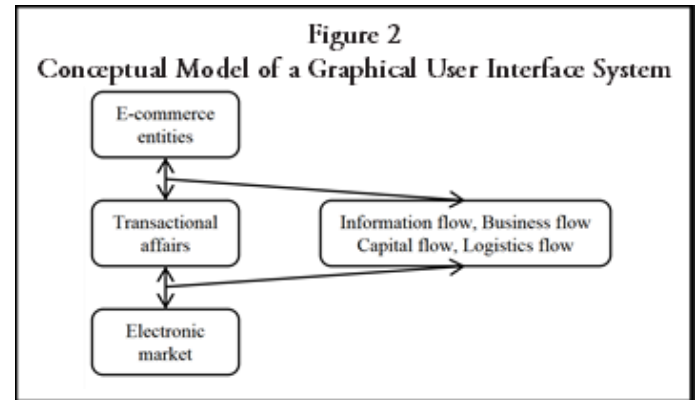 Figure 2
Conceptual Model of a Graphical User Interface System
E-commerce
entities
Transactional
affairs
Information flow, Business flow
Capital flow, Logistics flow
Electronic
market